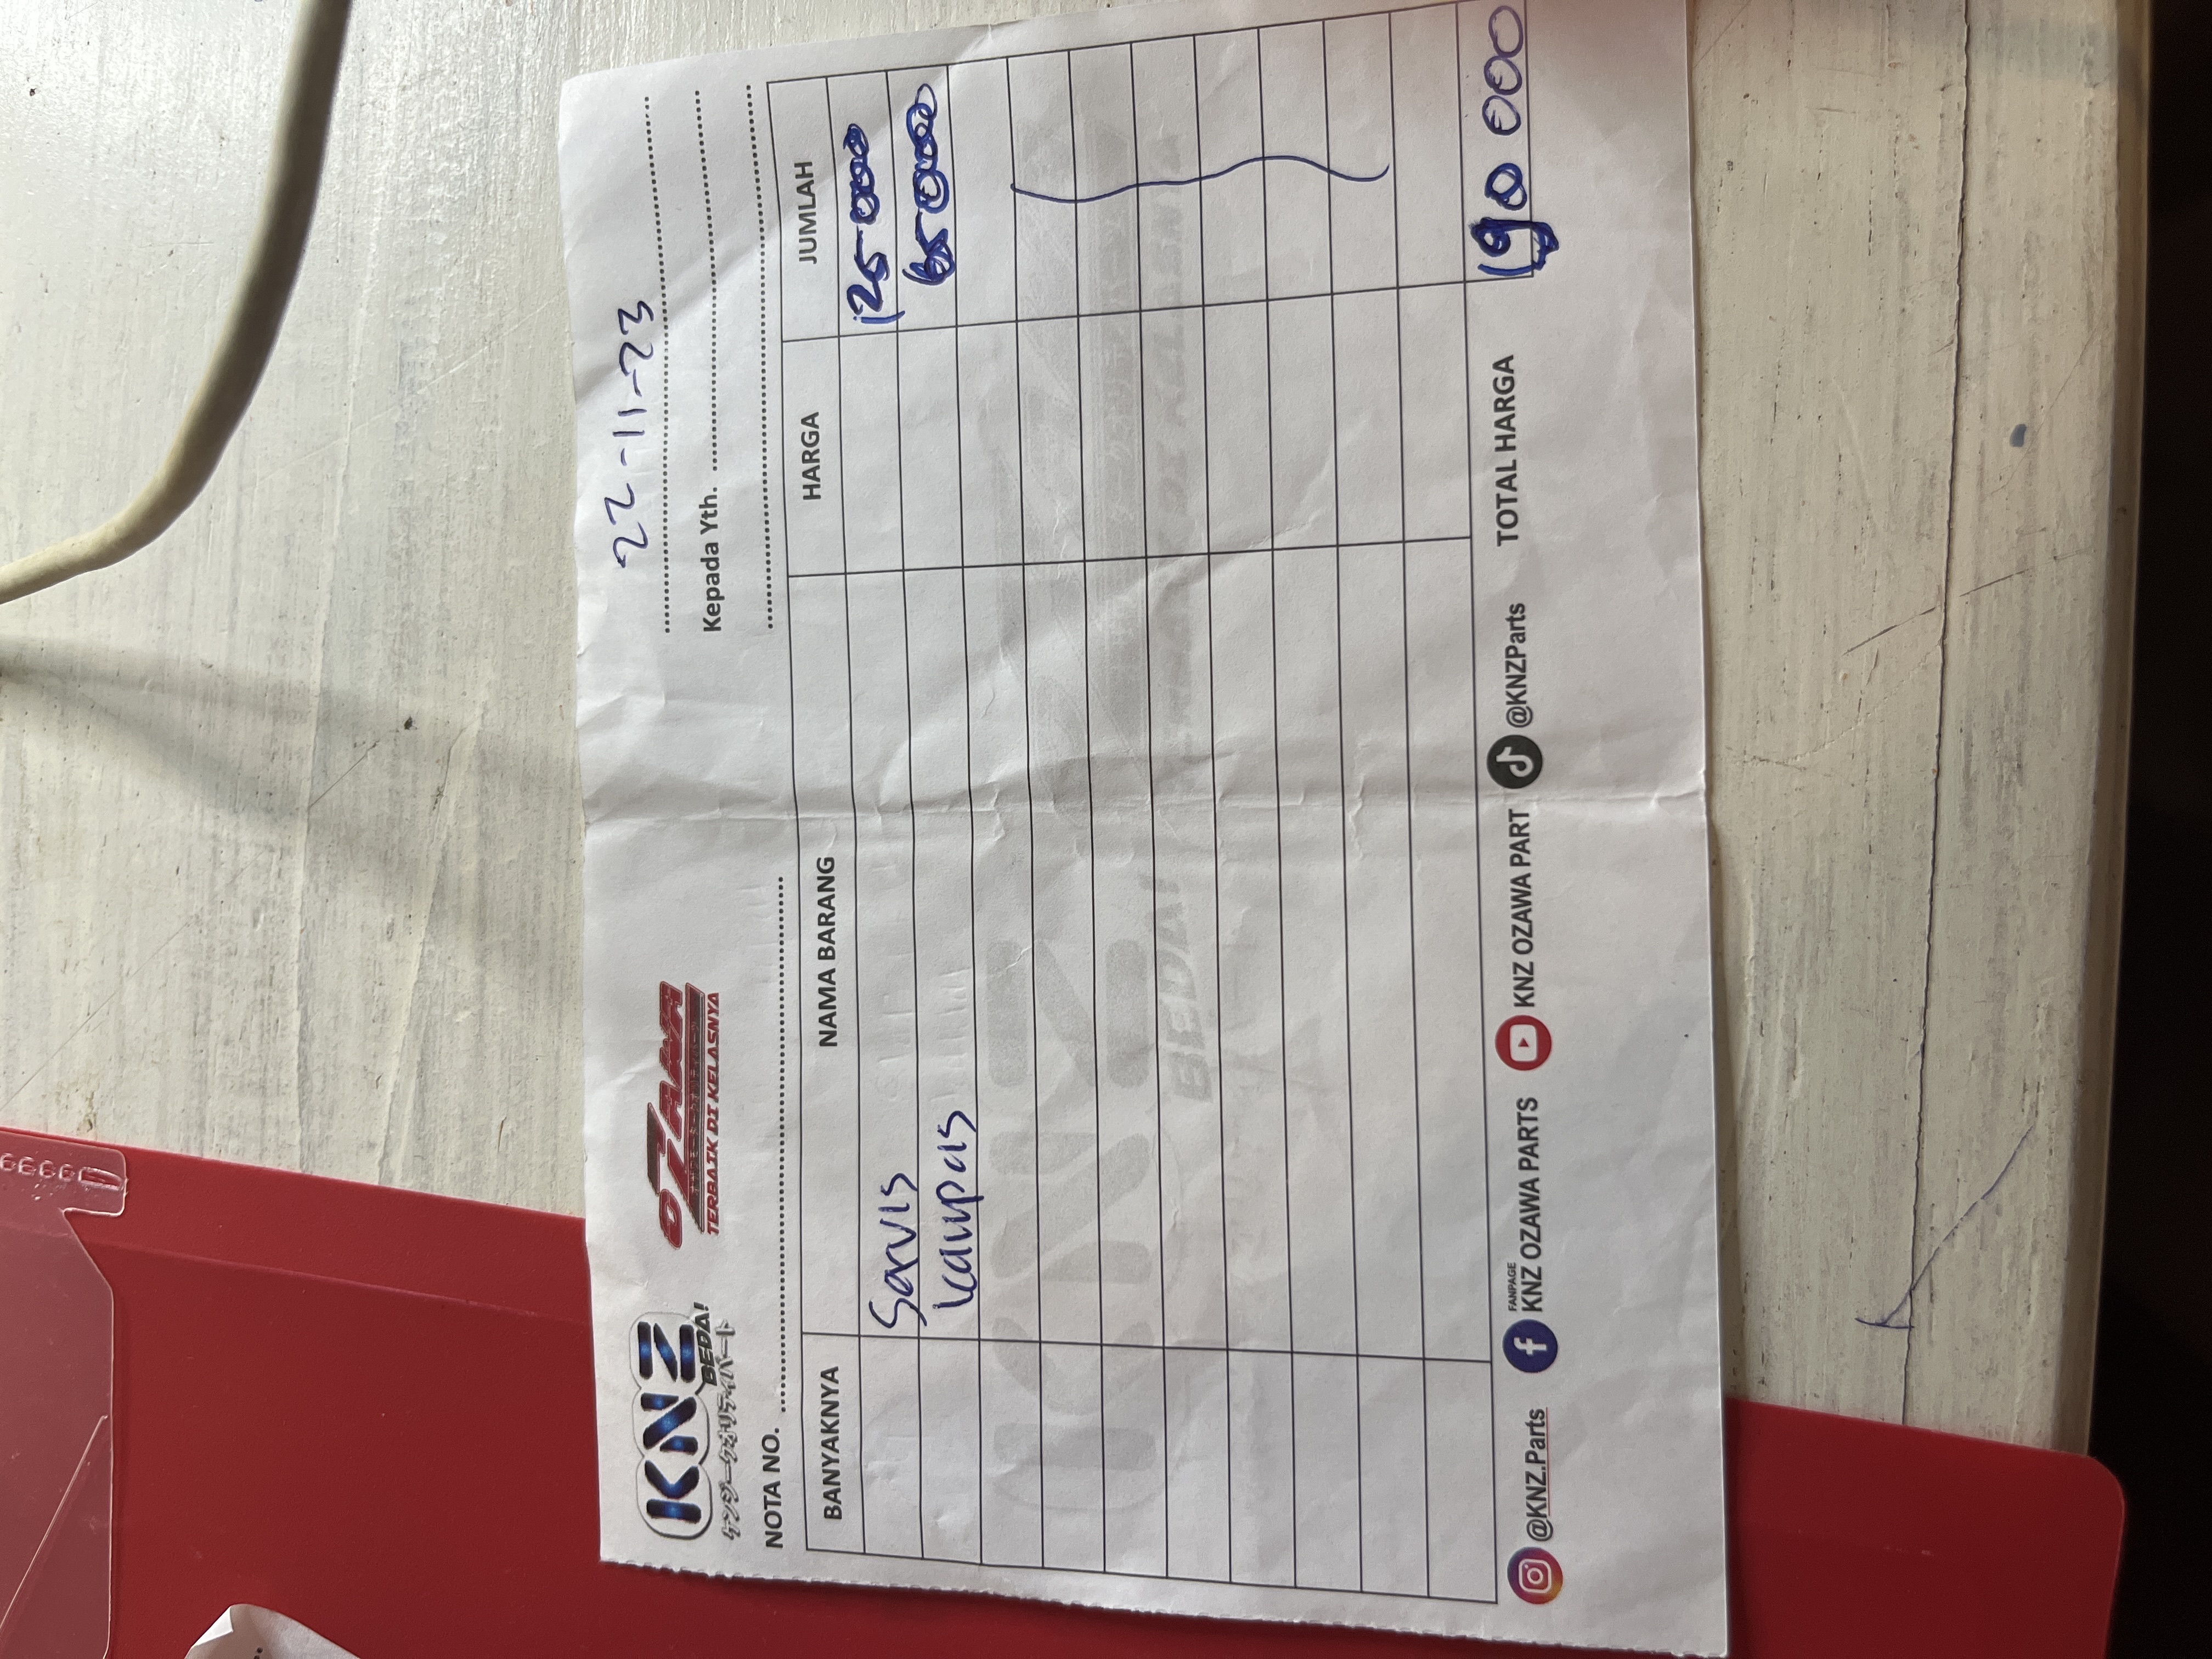 KNZ
BEDA!
OZAWA
TERBAIK DI KELASNYA
22-11-23
Kepada Yth.
NOTA NO.
BANYAKNYA NAMA BARANG HARGA JUMLAH
Servis 125 000
kampas 65 000
TOTAL HARGA 190 000
@KNZ.Parts FANPAGE KNZ OZAWA PARTS KNZ OZAWA PART @KNZParts